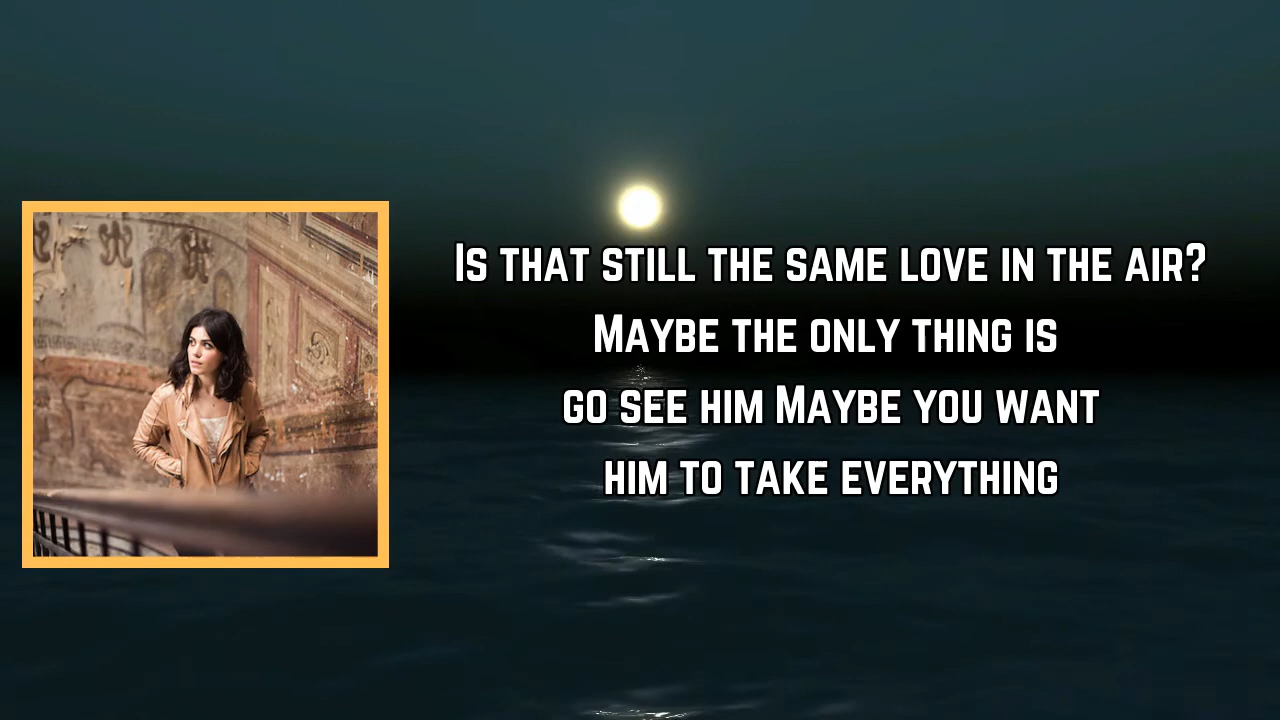 Is that still the same love in the air?
Maybe the only thing is
go see him Maybe you want
him to take everything